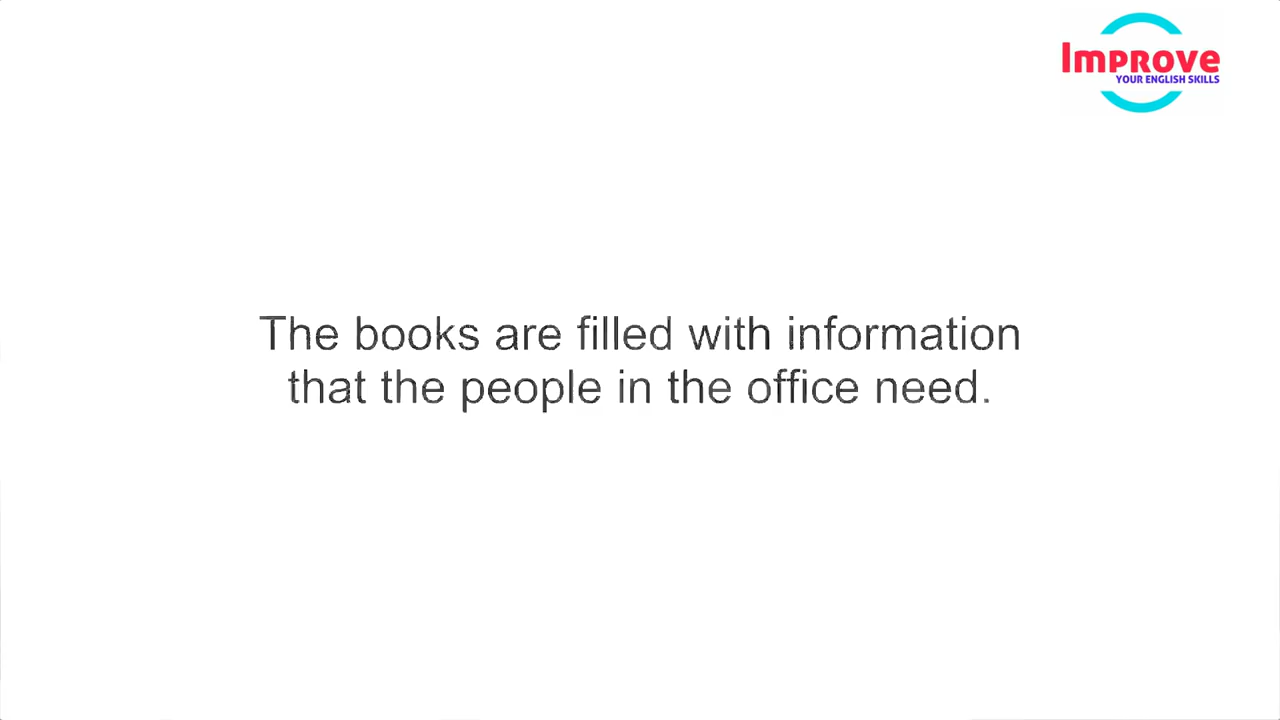 Improve
YOUR ENGLISH SKILLS
The books are filled with information
that the people in the office need.